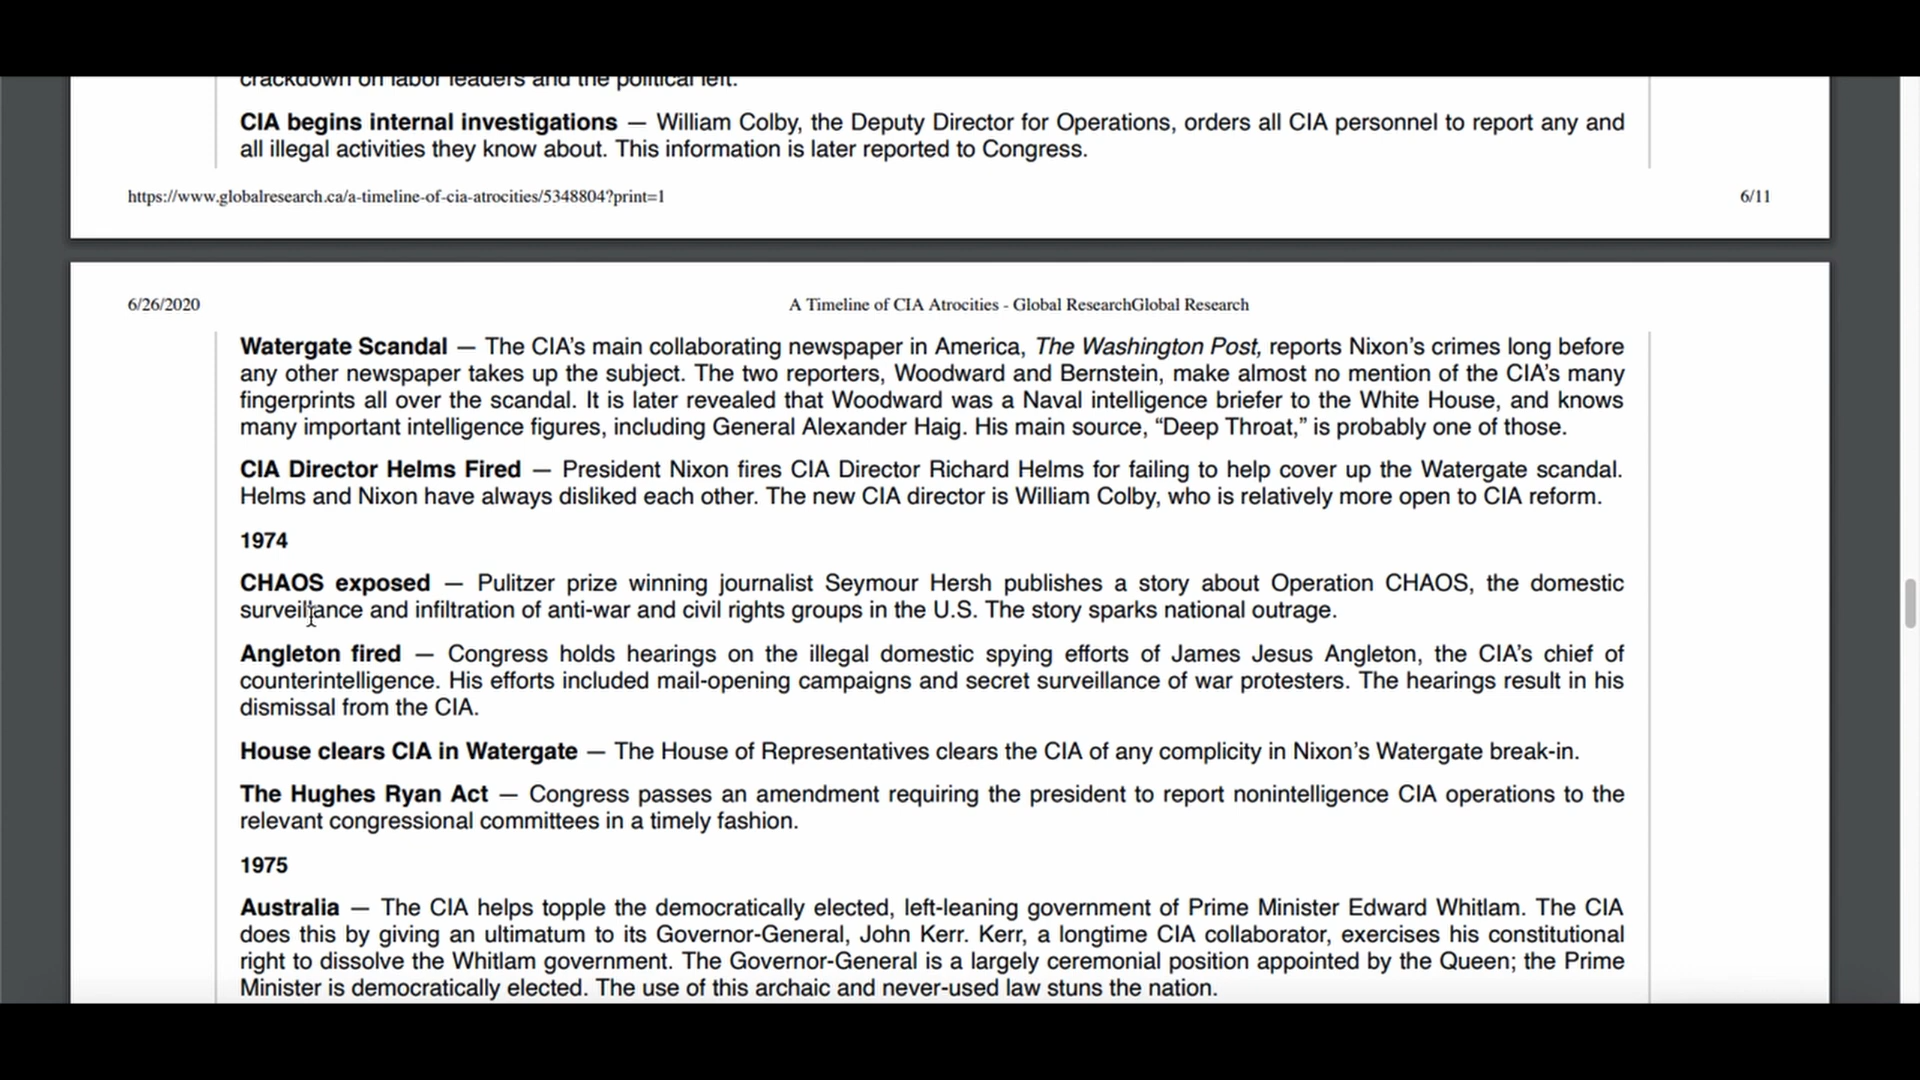 crackdown on labor leaders and the political left.
CIA begins internal investigations — William Colby, the Deputy Director for Operations, orders all CIA personnel to report any and
all illegal activities they know about. This information is later reported to Congress.
https://www.globalresearch.ca/a-timeline-of-cia-atrocities/5348804?print=1 6/11
6/26/2020 A Timeline of CIA Atrocities - Global ResearchGlobal Research
Watergate Scandal — The CIA’s main collaborating newspaper in America, The Washington Post, reports Nixon’s crimes long before
any other newspaper takes up the subject. The two reporters, Woodward and Bernstein, make almost no mention of the CIA’s many
fingerprints all over the scandal. It is later revealed that Woodward was a Naval intelligence briefer to the White House, and knows
many important intelligence figures, including General Alexander Haig. His main source, “Deep Throat,” is probably one of those.
CIA Director Helms Fired — President Nixon fires CIA Director Richard Helms for failing to help cover up the Watergate scandal.
Helms and Nixon have always disliked each other. The new CIA director is William Colby, who is relatively more open to CIA reform.
1974
CHAOS exposed — Pulitzer prize winning journalist Seymour Hersh publishes a story about Operation CHAOS, the domestic
surveillance and infiltration of anti-war and civil rights groups in the U.S. The story sparks national outrage.
Angleton fired — Congress holds hearings on the illegal domestic spying efforts of James Jesus Angleton, the CIA’s chief of
counterintelligence. His efforts included mail-opening campaigns and secret surveillance of war protesters. The hearings result in his
dismissal from the CIA.
House clears CIA in Watergate — The House of Representatives clears the CIA of any complicity in Nixon’s Watergate break-in.
The Hughes Ryan Act — Congress passes an amendment requiring the president to report nonintelligence CIA operations to the
relevant congressional committees in a timely fashion.
1975
Australia — The CIA helps topple the democratically elected, left-leaning government of Prime Minister Edward Whitlam. The CIA
does this by giving an ultimatum to its Governor-General, John Kerr. Kerr, a longtime CIA collaborator, exercises his constitutional
right to dissolve the Whitlam government. The Governor-General is a largely ceremonial position appointed by the Queen; the Prime
Minister is democratically elected. The use of this archaic and never-used law stuns the nation.